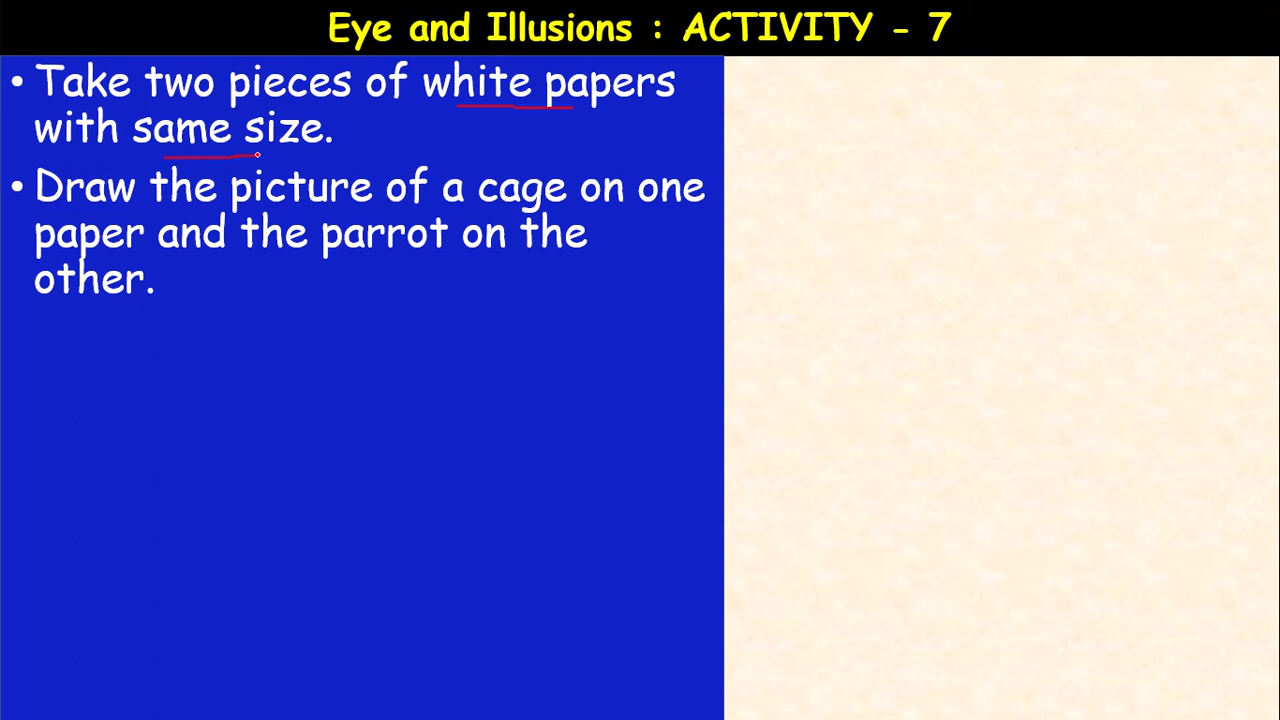 Eye and Illusions : ACTIVITY - 7
• Take two pieces of white papers
with same size.
• Draw the picture of a cage on one
paper and the parrot on the
other.